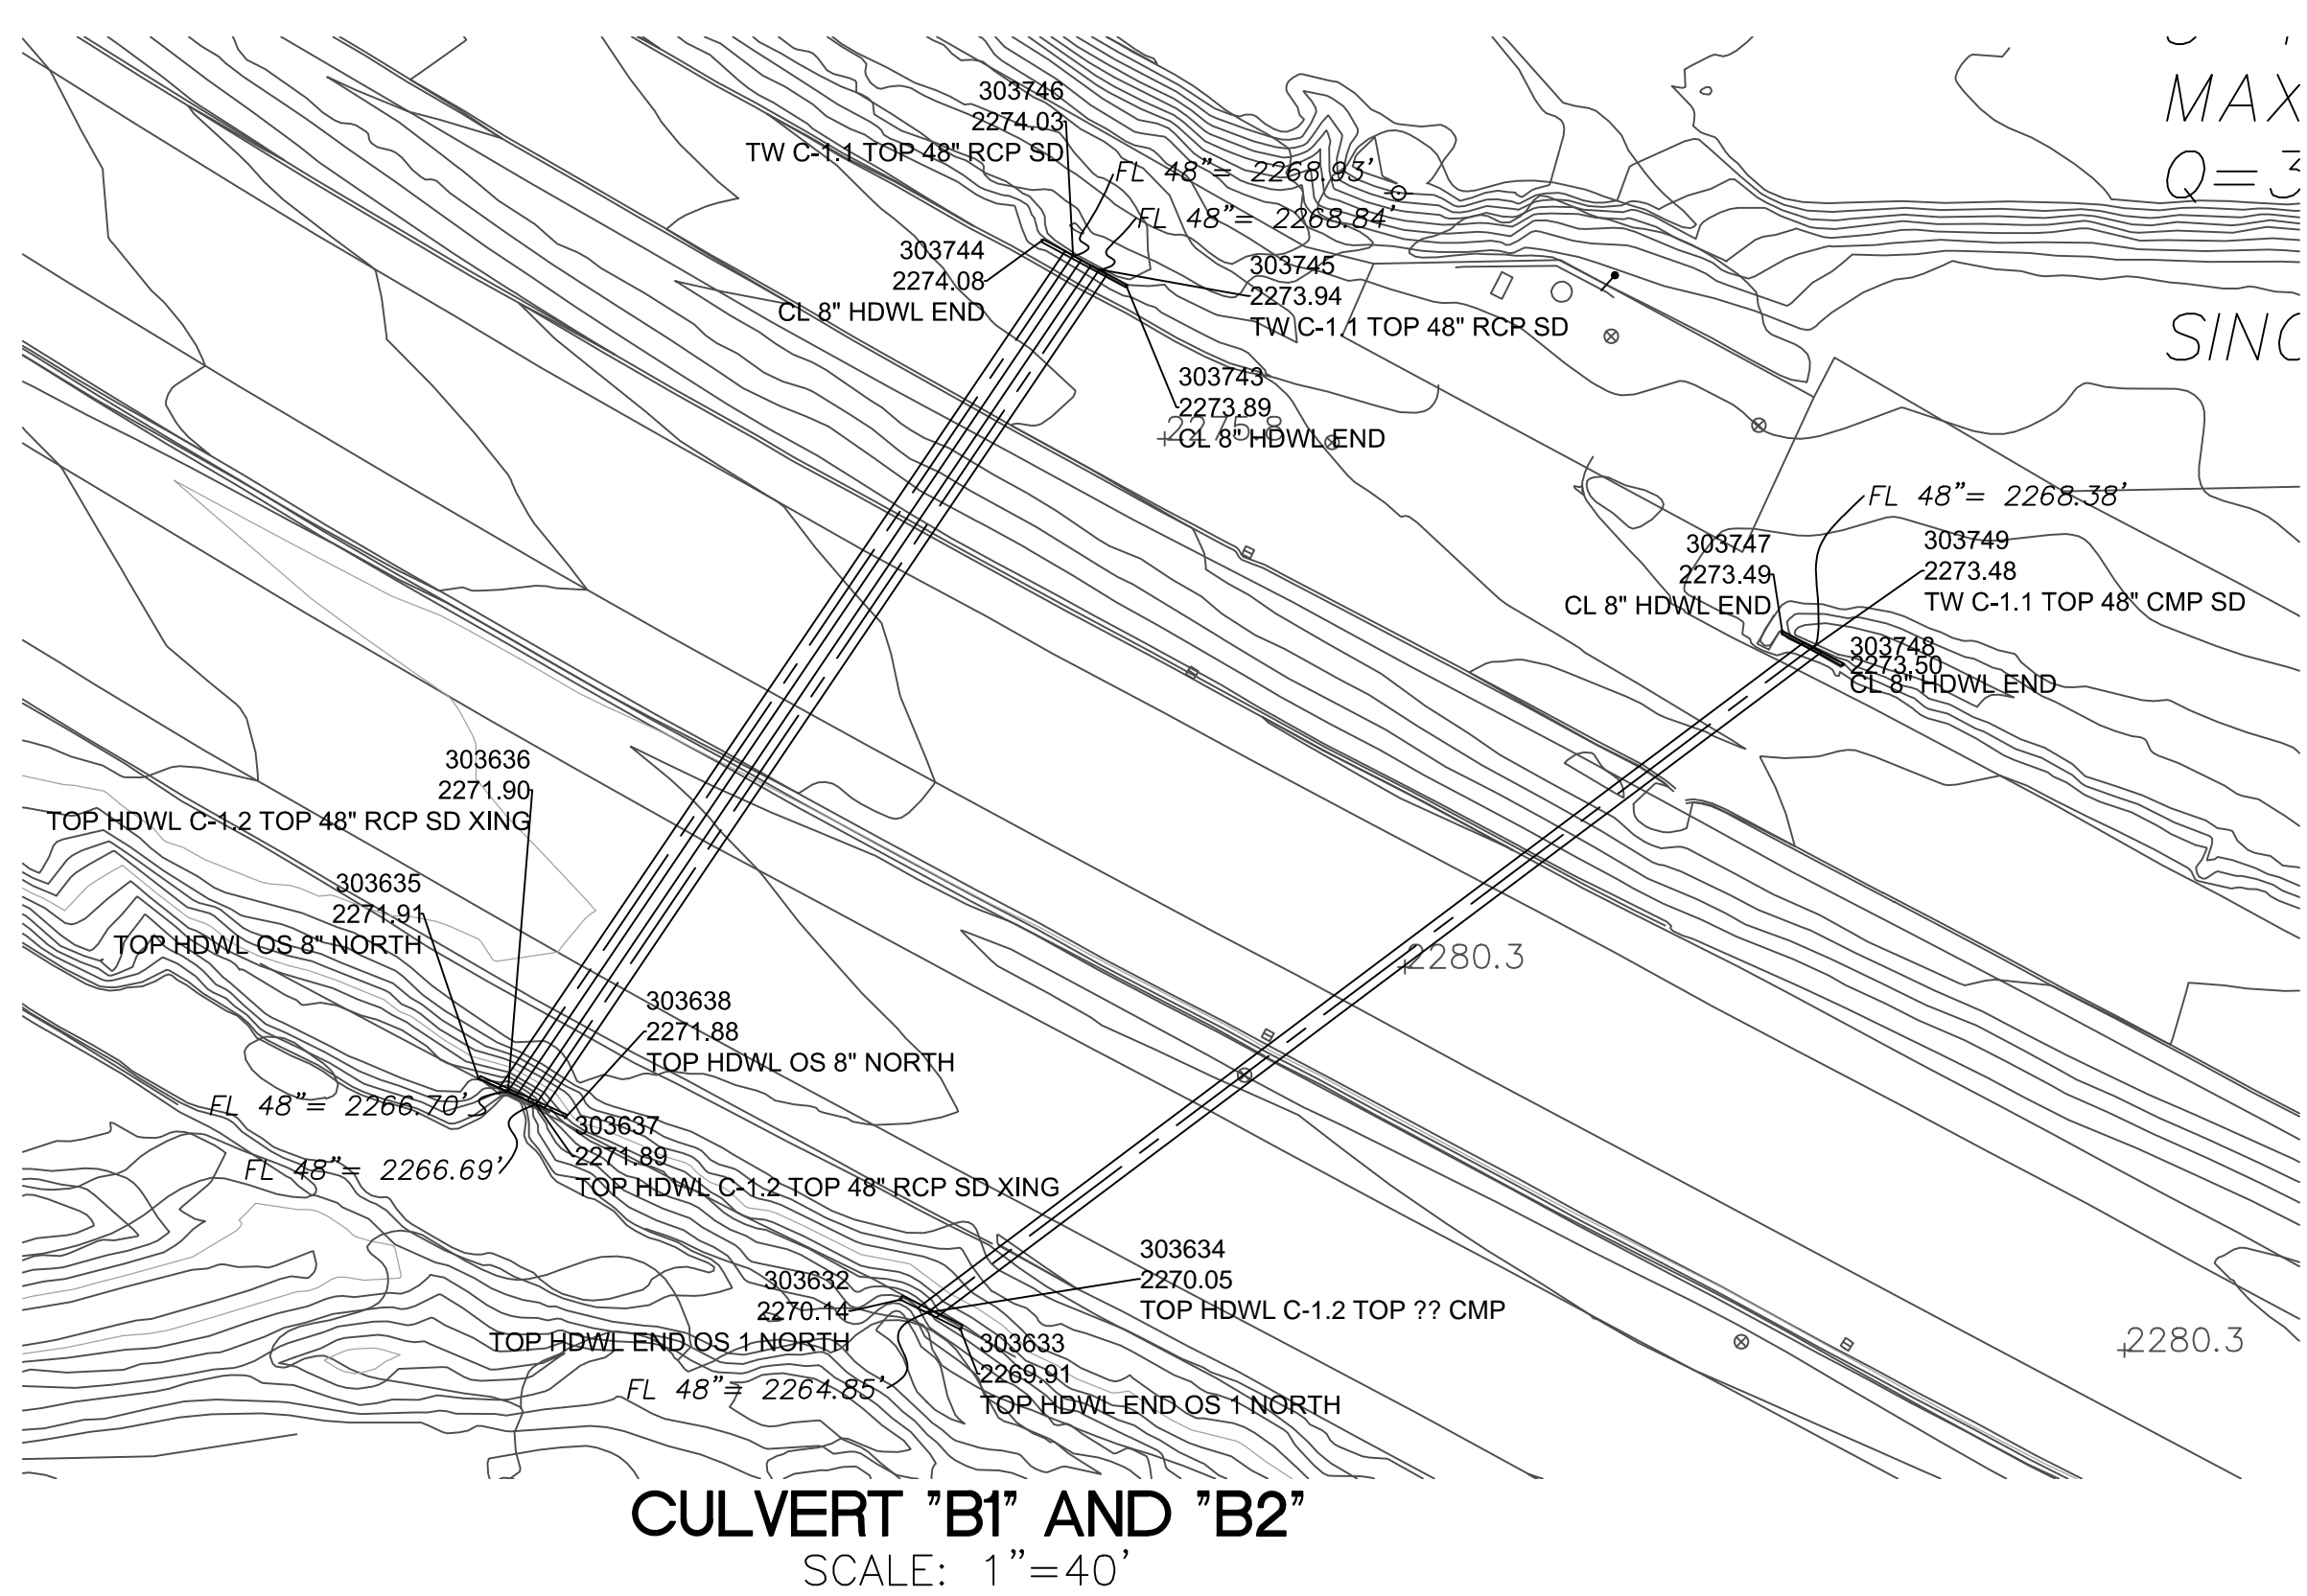 303746
2274.03
TW C-1.1 TOP 48" RCP SD
FL 48"= 2268.93'
FL 48"= 2268.84'
303744
2274.08
CL 8" HDWL END
303745
2273.94
TW C-1.1 TOP 48" RCP SD
303743
2273.89
CL 8" HDWL END
2275.8
MAX
SINC
FL 48"= 2268.38'
303747
2273.49
CL 8" HDWL END
303749
2273.48
TW C-1.1 TOP 48" CMP SD
303748
2273.50
CL 8" HDWL END
303636
2271.90
TOP HDWL C-1.2 TOP 48" RCP SD XING
303635
2271.91
TOP HDWL OS 8" NORTH
2280.3
303638
2271.88
TOP HDWL OS 8" NORTH
FL 48"= 2266.70'
303637
2271.89
TOP HDWL C-1.2 TOP 48" RCP SD XING
FL 48"= 2266.69'
303634
2270.05
TOP HDWL C-1.2 TOP ?? CMP
303632
2270.14
TOP HDWL END OS 1 NORTH
303633
2269.91
TOP HDWL END OS 1 NORTH
FL 48"= 2264.85'
2280.3
CULVERT "B1" AND "B2"
SCALE: 1"=40'